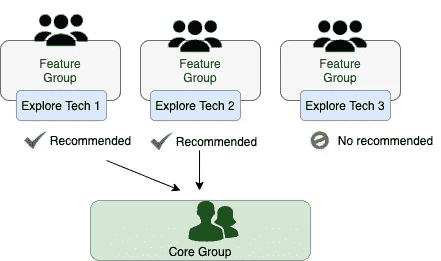 Feature
Group
Feature
Group
Feature
Group
Explore Tech 1
Explore Tech 2
Explore Tech 3
Recommended
Recommended
No recommended
Core Group